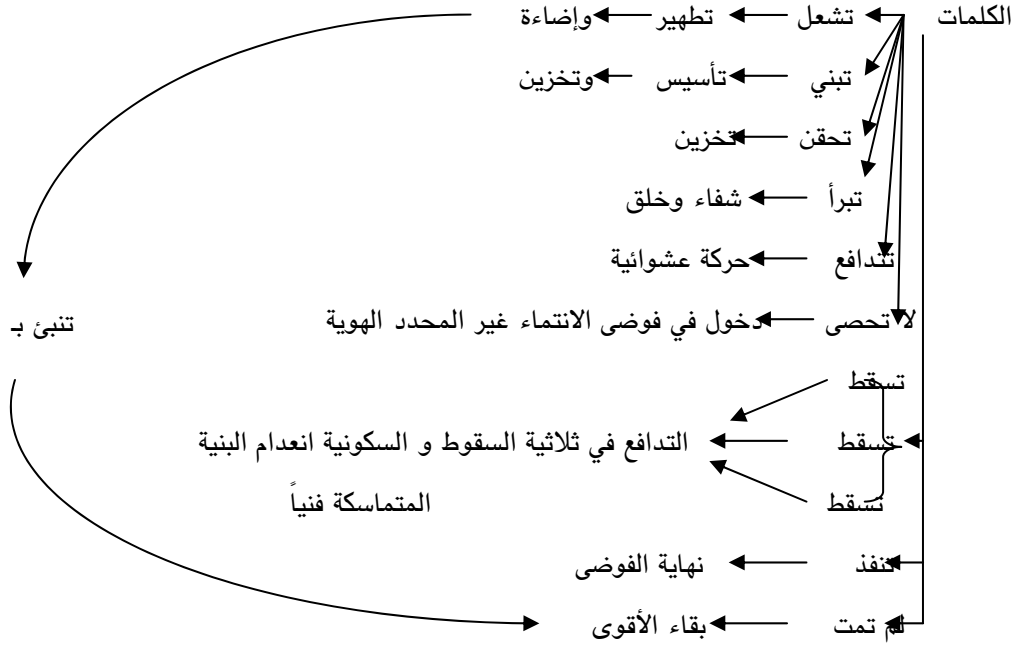 الكلمات تشعل تطهير وإضاءة
تبني تأسيس وتخزين
تحقن تخزين
تبرأ شفاء وخلق
تتدافع حركة عشوائية
لا تحصى دخول في فوضى الانتماء غير المحدد الهوية تنبئ بـ
تسقط
تسقط التدافع في ثلاثية السقوط و السكونية انعدام البنية
تسقط المتماسكة فنياً
تنفذ نهاية الفوضى
لم تمت بقاء الأقوى